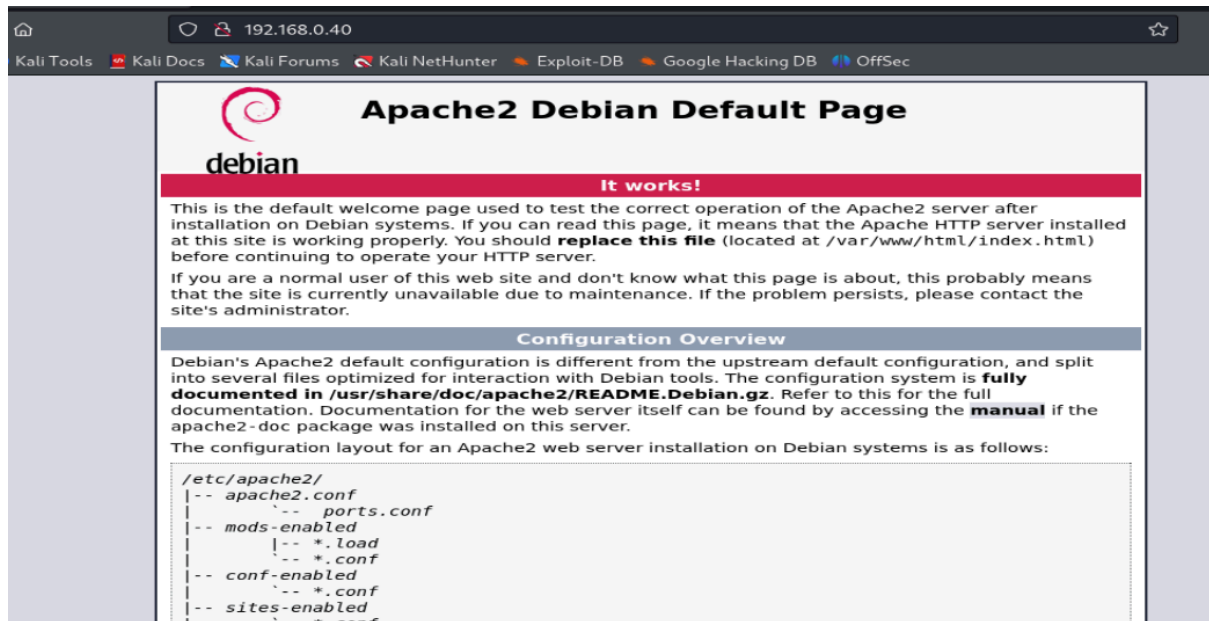 192.168.0.40
Kali Tools Kali Docs Kali Forums Kali NetHunter Exploit-DB Google Hacking DB OffSec
Apache2 Debian Default Page
debian
It works!
This is the default welcome page used to test the correct operation of the Apache2 server after
installation on Debian systems. If you can read this page, it means that the Apache HTTP server installed
at this site is working properly. You should replace this file (located at /var/www/html/index.html)
before continuing to operate your HTTP server.
If you are a normal user of this web site and don't know what this page is about, this probably means
that the site is currently unavailable due to maintenance. If the problem persists, please contact the
site's administrator.
Configuration Overview
Debian's Apache2 default configuration is different from the upstream default configuration, and split
into several files optimized for interaction with Debian tools. The configuration system is fully
documented in /usr/share/doc/apache2/README.Debian.gz. Refer to this for the full
documentation. Documentation for the web server itself can be found by accessing the manual if the
apache2-doc package was installed on this server.
The configuration layout for an Apache2 web server installation on Debian systems is as follows:
/etc/apache2/
|-- apache2.conf
|       `--  ports.conf
|-- mods-enabled
|       |-- *.load
|       `-- *.conf
|-- conf-enabled
|       `-- *.conf
|-- sites-enabled
|       `-- *.conf